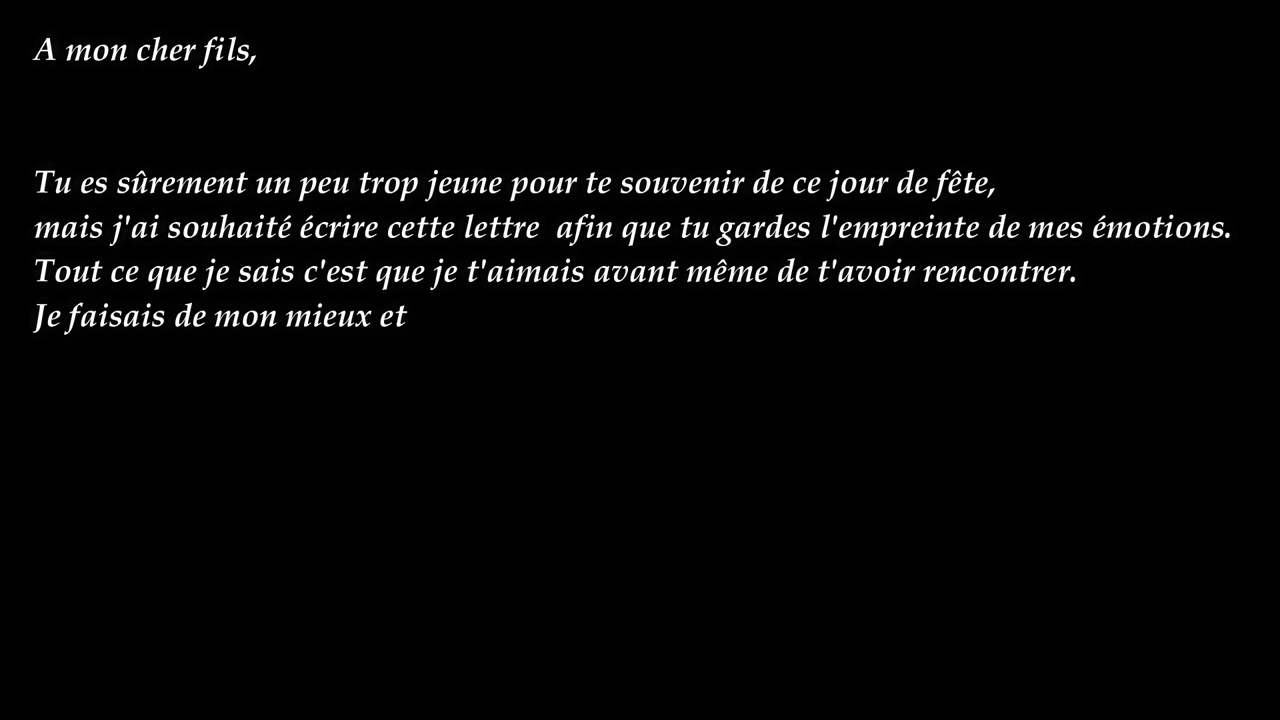 A mon cher fils,
Tu es sûrement un peu trop jeune pour te souvenir de ce jour de fête,
mais j'ai souhaité écrire cette lettre  afin que tu gardes l'empreinte de mes émotions.
Tout ce que je sais c'est que je t'aimais avant même de t'avoir rencontrer.
Je faisais de mon mieux et